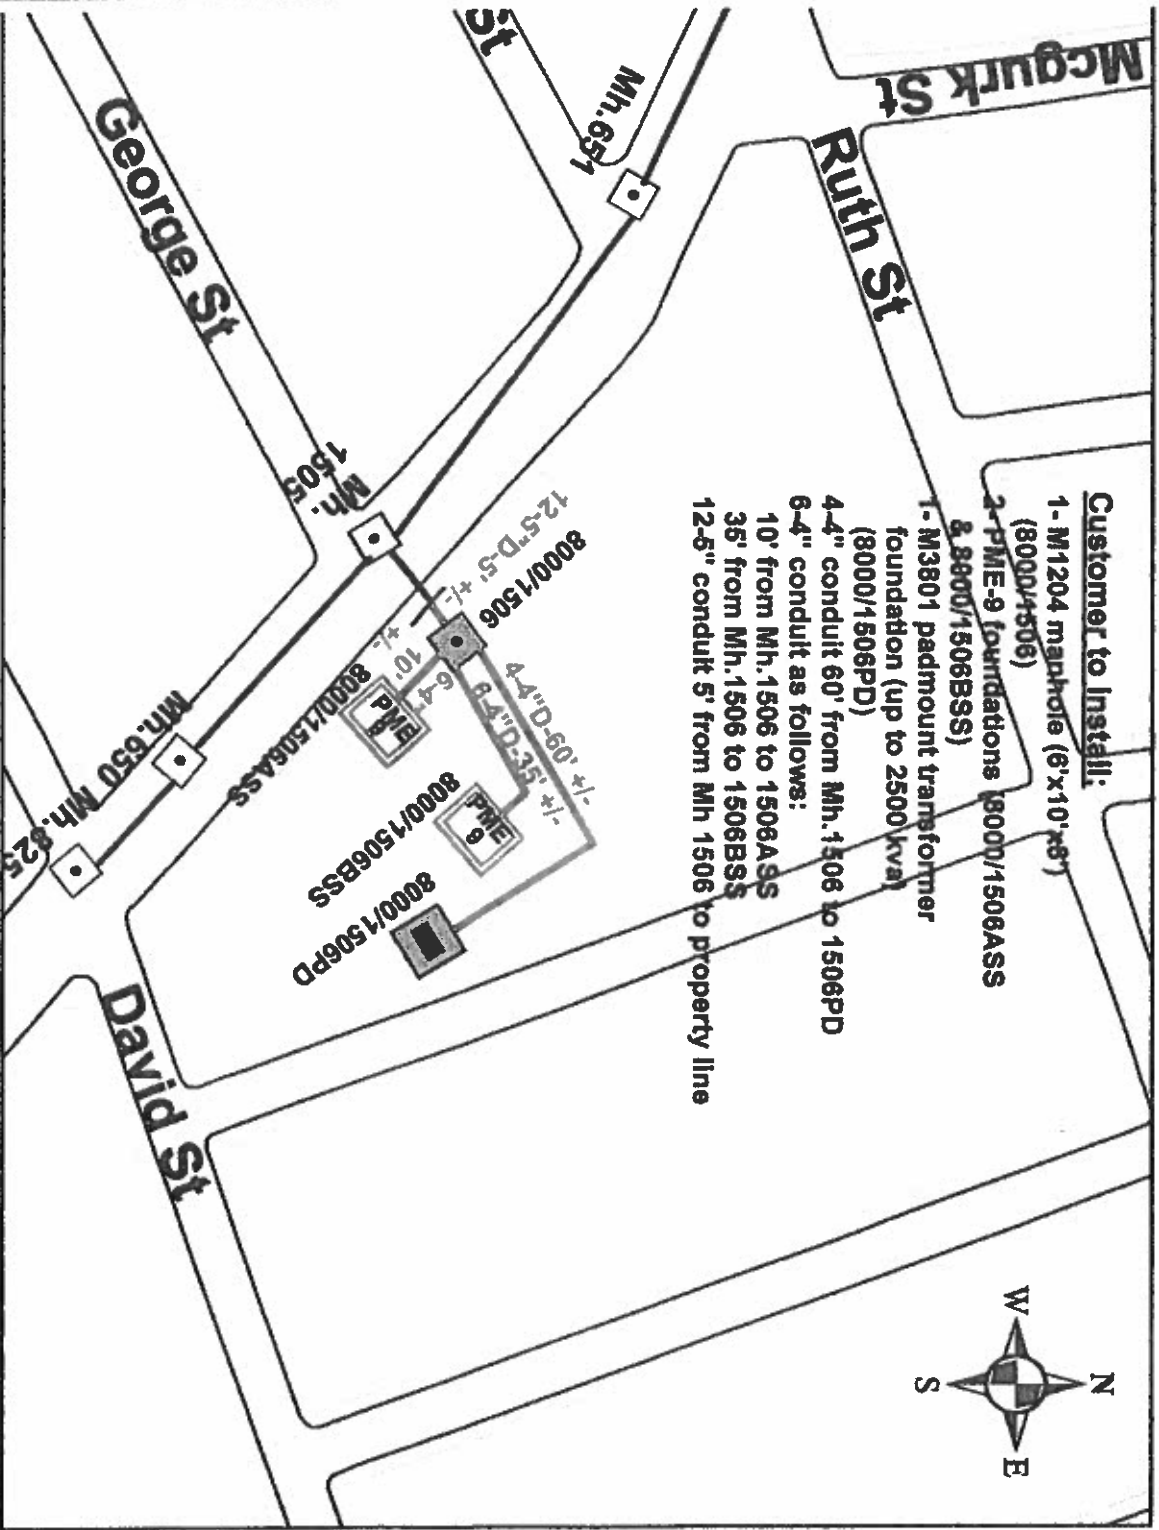 Customer to Install:
1- M1204 manhole (6'x10'x8')
(8000/1506)
2-PME-9 foundations (8000/1506ASS
& 8000/1506BSS)
1- M3801 padmount transformer
foundation (up to 2500 kva)
(8000/1506PD)
4-4" conduit 60' from Mh.1506 to 1506PD
6-4" conduit as follows:
10' from Mh.1506 to 1506ASS
35' from Mh.1506 to 1506BSS
12-5" conduit 5' from Mh 1506 to property line
Mcgurk St
Ruth St
St
Mh.651
George St
Mh.
1505
12-5"D-5' +/-
8000/1506
4-4"D-60' +/-
6-4"D-35' +/-
6-4"
10'
+/-
PME
8000/1506ASS
PME
9
8000/1506BSS
8000/1506PD
Mh.650
Mh.825
David St
N
W
E
S